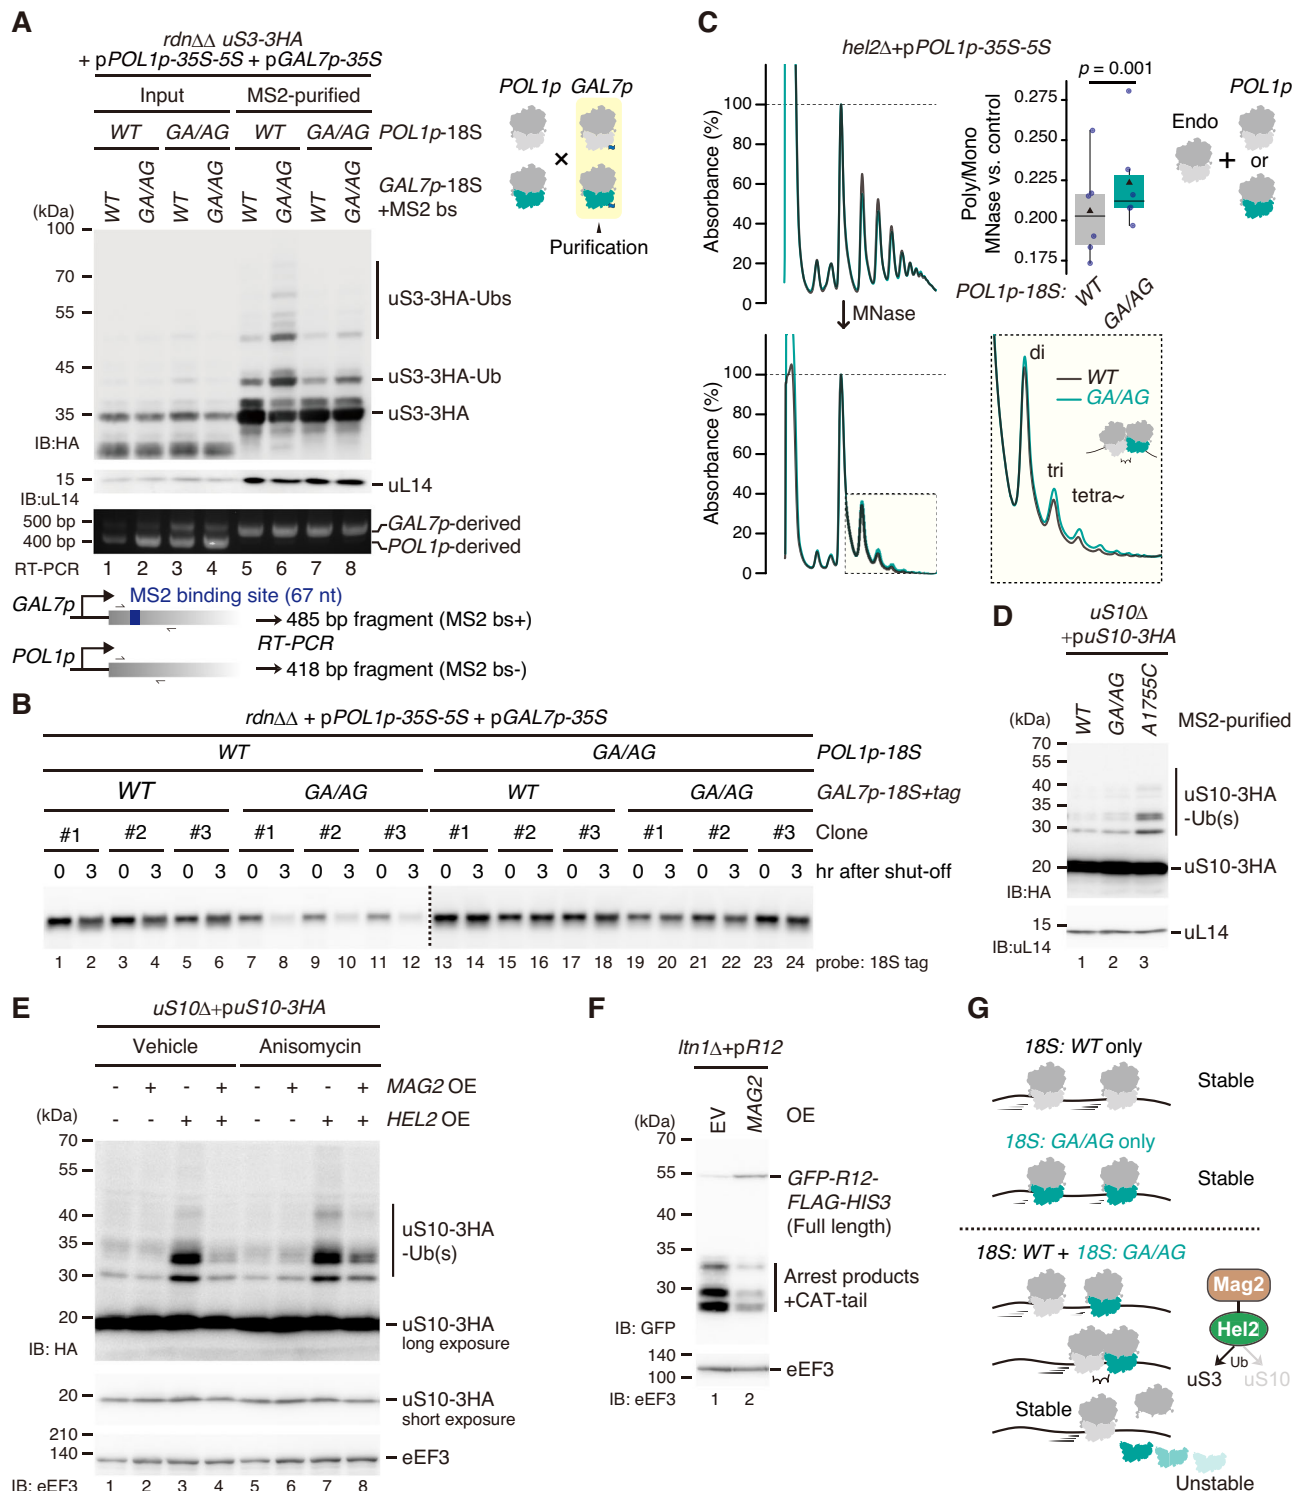 A
rdnΔΔ uS3-3HA
+ pPOL1p-35S-5S + pGAL7p-35S
Input MS2-purified
WT GA/AG WT GA/AG POL1p-18S
WT GA/AG WT GA/AG WT GA/AG WT GA/AG GAL7p-18S
+MS2 bs
(kDa)
100
70
55
45
35
uS3-3HA-Ubs
uS3-3HA-Ub
uS3-3HA
IB:HA
15
uL14
IB:uL14
500 bp
400 bp
GAL7p-derived
POL1p-derived
RT-PCR 1 2 3 4 5 6 7 8
GAL7p
MS2 binding site (67 nt)
485 bp fragment (MS2 bs+)
RT-PCR
POL1p
418 bp fragment (MS2 bs-)
POL1p GAL7p
×
Purification
B
rdnΔΔ + pPOL1p-35S-5S + pGAL7p-35S
WT GA/AG POL1p-18S
WT GA/AG WT GA/AG GAL7p-18S+tag
#1 #2 #3 #1 #2 #3 #1 #2 #3 #1 #2 #3 Clone
0 3 0 3 0 3 0 3 0 3 0 3 0 3 0 3 0 3 0 3 0 3 0 3 hr after shut-off
1 2 3 4 5 6 7 8 9 10 11 12 13 14 15 16 17 18 19 20 21 22 23 24 probe: 18S tag
C
hel2Δ+pPOL1p-35S-5S
Absorbance (%)
100
80
60
40
20
0
MNase
Absorbance (%)
100
80
60
40
20
0
p = 0.001
Poly/Mono
MNase vs. control
0.275
0.250
0.225
0.200
0.175
POL1p-18S: WT GA/AG
POL1p
Endo
+
or
di
tri
tetra~
WT
GA/AG
D
uS10Δ
+puS10-3HA
WT GA/AG A1755C MS2-purified
(kDa)
70
55
40
35
30
20
uS10-3HA
-Ub(s)
uS10-3HA
IB:HA
15
uL14
IB:uL14
1 2 3
E
uS10Δ+puS10-3HA
Vehicle Anisomycin
- + - + - + - + MAG2 OE
- - + + - - + + HEL2 OE
(kDa)
70
55
40
35
30
20
uS10-3HA
-Ub(s)
uS10-3HA
long exposure
IB: HA
20
uS10-3HA
short exposure
210
140
eEF3
IB: eEF3 1 2 3 4 5 6 7 8
F
ltn1Δ+pR12
EV MAG2 OE
(kDa)
70
55
40
35
30
GFP-R12-
FLAG-HIS3
(Full length)
Arrest products
+CAT-tail
IB: GFP
140
100
eEF3
IB: eEF3 1 2
G
18S: WT only
Stable
18S: GA/AG only
Stable
18S: WT + 18S: GA/AG
Mag2
Hel2
Ub
uS3 uS10
Stable
Unstable